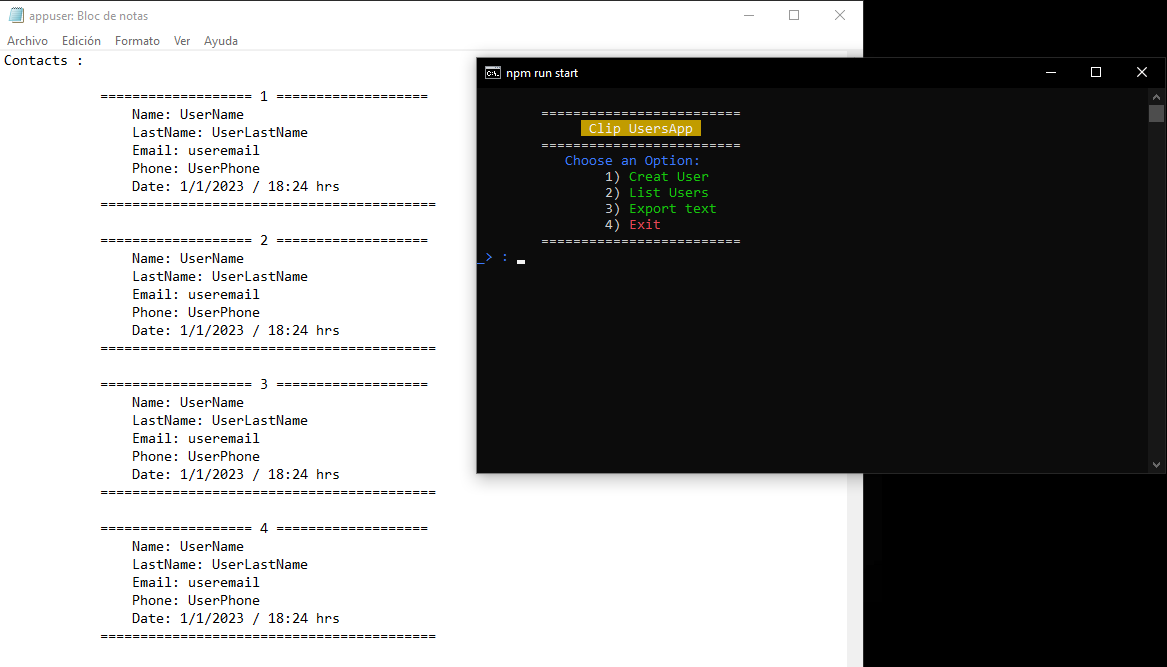 appuser: Bloc de notas
Archivo Edición Formato Ver Ayuda
Contacts :
=================== 1 ===================
Name: UserName
LastName: UserLastName
Email: useremail
Phone: UserPhone
Date: 1/1/2023 / 18:24 hrs
==========================================
=================== 2 ===================
Name: UserName
LastName: UserLastName
Email: useremail
Phone: UserPhone
Date: 1/1/2023 / 18:24 hrs
==========================================
=================== 3 ===================
Name: UserName
LastName: UserLastName
Email: useremail
Phone: UserPhone
Date: 1/1/2023 / 18:24 hrs
==========================================
=================== 4 ===================
Name: UserName
LastName: UserLastName
Email: useremail
Phone: UserPhone
Date: 1/1/2023 / 18:24 hrs
==========================================
C:\. npm run start
=========================
Clip UsersApp
=========================
Choose an Option:
1) Creat User
2) List Users
3) Export text
4) Exit
=========================
_> : _